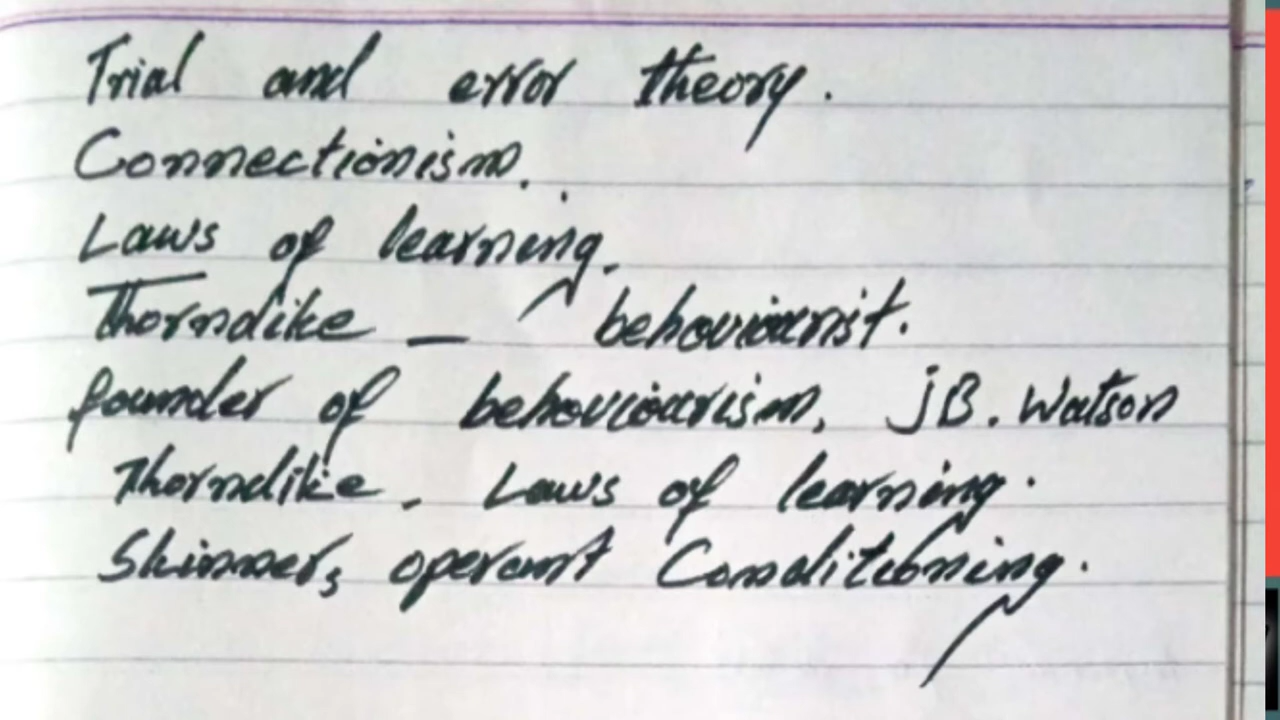 Trial and error theory.
Connectionism.
Laws of learning.
Thorndike - behaviourist.
founder of behaviourism, JB. Watson
Thorndike - Laws of learning.
Skinner, operant Conditioning.